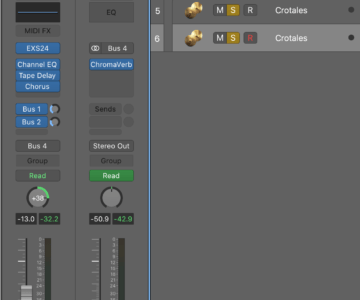 EQ
MIDI FX
EXS24
Bus 4
Channel EQ
Tape Delay
Chorus
ChromaVerb
Bus 1
Bus 2
Sends
Bus 4
Stereo Out
Group
Group
Read
Read
+38
-13.0 -32.2
-50.9 -42.9
5 M S R Crotales
6 M S R Crotales